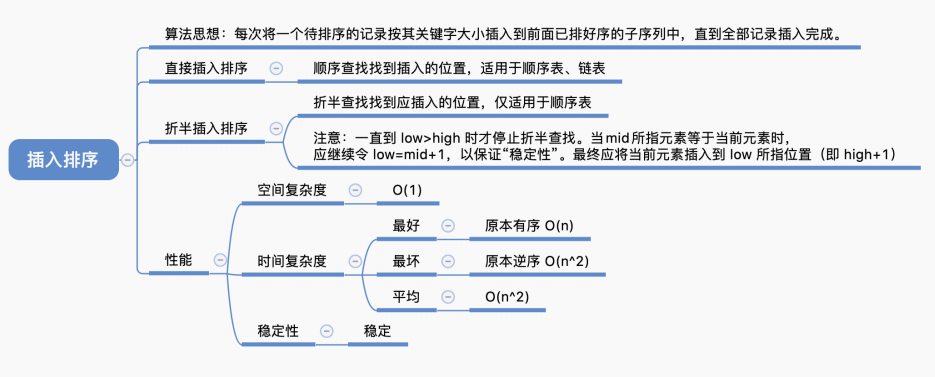 插入排序
算法思想：每次将一个待排序的记录按其关键字大小插入到前面已排好序的子序列中，直到全部记录插入完成。
直接插入排序
顺序查找找到插入的位置，适用于顺序表、链表
折半插入排序
折半查找找到应插入的位置，仅适用于顺序表
注意：一直到 low>high 时才停止折半查找。当mid所指元素等于当前元素时，
应继续令 low=mid+1，以保证“稳定性”。最终应将当前元素插入到 low 所指位置（即 high+1）
性能
空间复杂度
O(1)
时间复杂度
最好
原本有序 O(n)
最坏
原本逆序 O(n^2)
平均
O(n^2)
稳定性
稳定